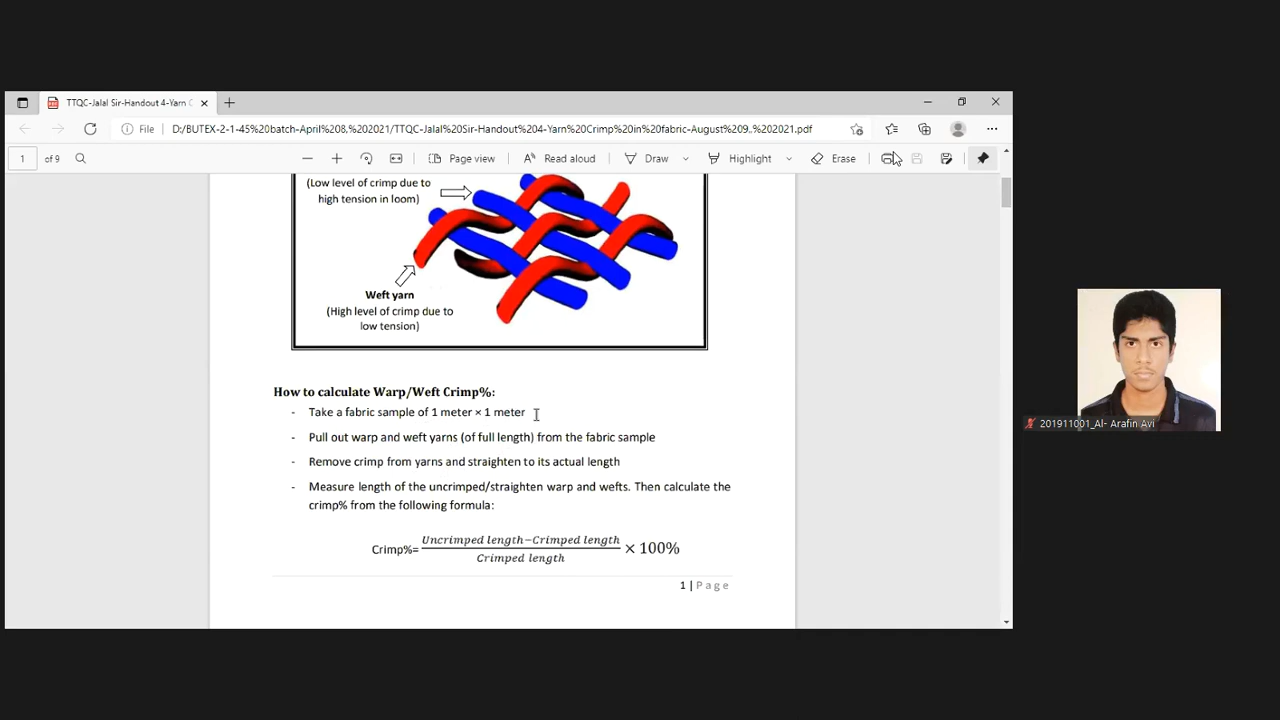 TTQC-Jalal Sir-Handout 4-Yarn C
File
D:/BUTEX-2-1-45%20batch-April%208,%202021/TTQC-Jalal%20Sir-Handout%204-Yarn%20Crimp%20in%20fabric-August%209..%202021.pdf
1 of 9
Page view
Read aloud
Draw
Highlight
Erase
(Low level of crimp due to
high tension in loom)
Weft yarn
(High level of crimp due to
low tension)
How to calculate Warp/Weft Crimp%:
- Take a fabric sample of 1 meter × 1 meter
- Pull out warp and weft yarns (of full length) from the fabric sample
- Remove crimp from yarns and straighten to its actual length
- Measure length of the uncrimped/straighten warp and wefts. Then calculate the
crimp% from the following formula:
Uncrimped length−Crimped length
Crimp%= × 100%
Crimped length
1 | Page
201911001_Al- Arafin Avi